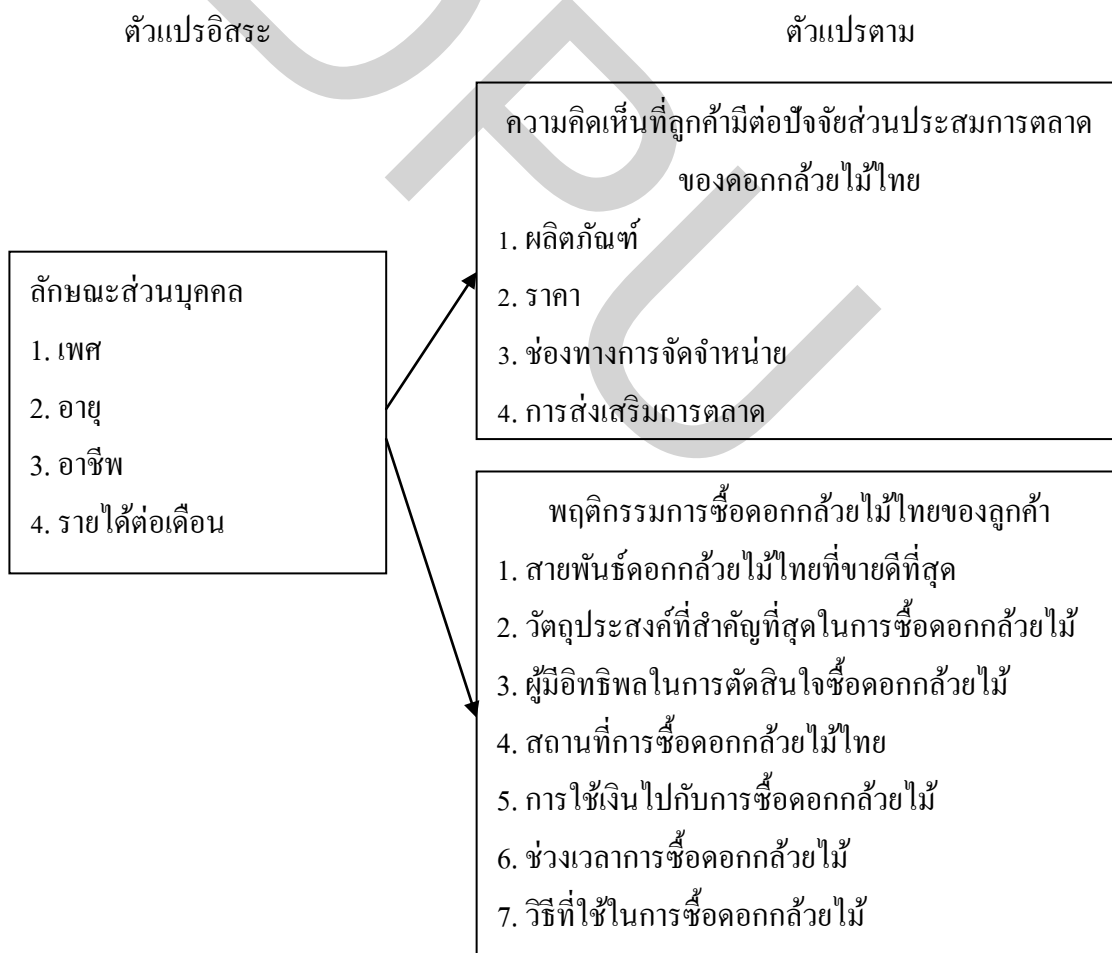 ตัวแปรอิสระ
ตัวแปรตาม
ลักษณะส่วนบุคคล
1. เพศ
2. อายุ
3. อาชีพ
4. รายได้ต่อเดือน
ความคิดเห็นที่ลูกค้ามีต่อปัจจัยส่วนประสมการตลาด
ของดอกกล้วยไม้ไทย
1. ผลิตภัณฑ์
2. ราคา
3. ช่องทางการจัดจำหน่าย
4. การส่งเสริมการตลาด
พฤติกรรมการซื้อดอกกล้วยไม้ไทยของลูกค้า
1. สายพันธ์ดอกกล้วยไม้ไทยที่ขายดีที่สุด
2. วัตถุประสงค์ที่สำคัญที่สุดในการซื้อดอกกล้วยไม้
3. ผู้มีอิทธิพลในการตัดสินใจซื้อดอกกล้วยไม้
4. สถานที่การซื้อดอกกล้วยไม้ไทย
5. การใช้เงินไปกับการซื้อดอกกล้วยไม้
6. ช่วงเวลาการซื้อดอกกล้วยไม้
7. วิธีที่ใช้ในการซื้อดอกกล้วยไม้
DPU